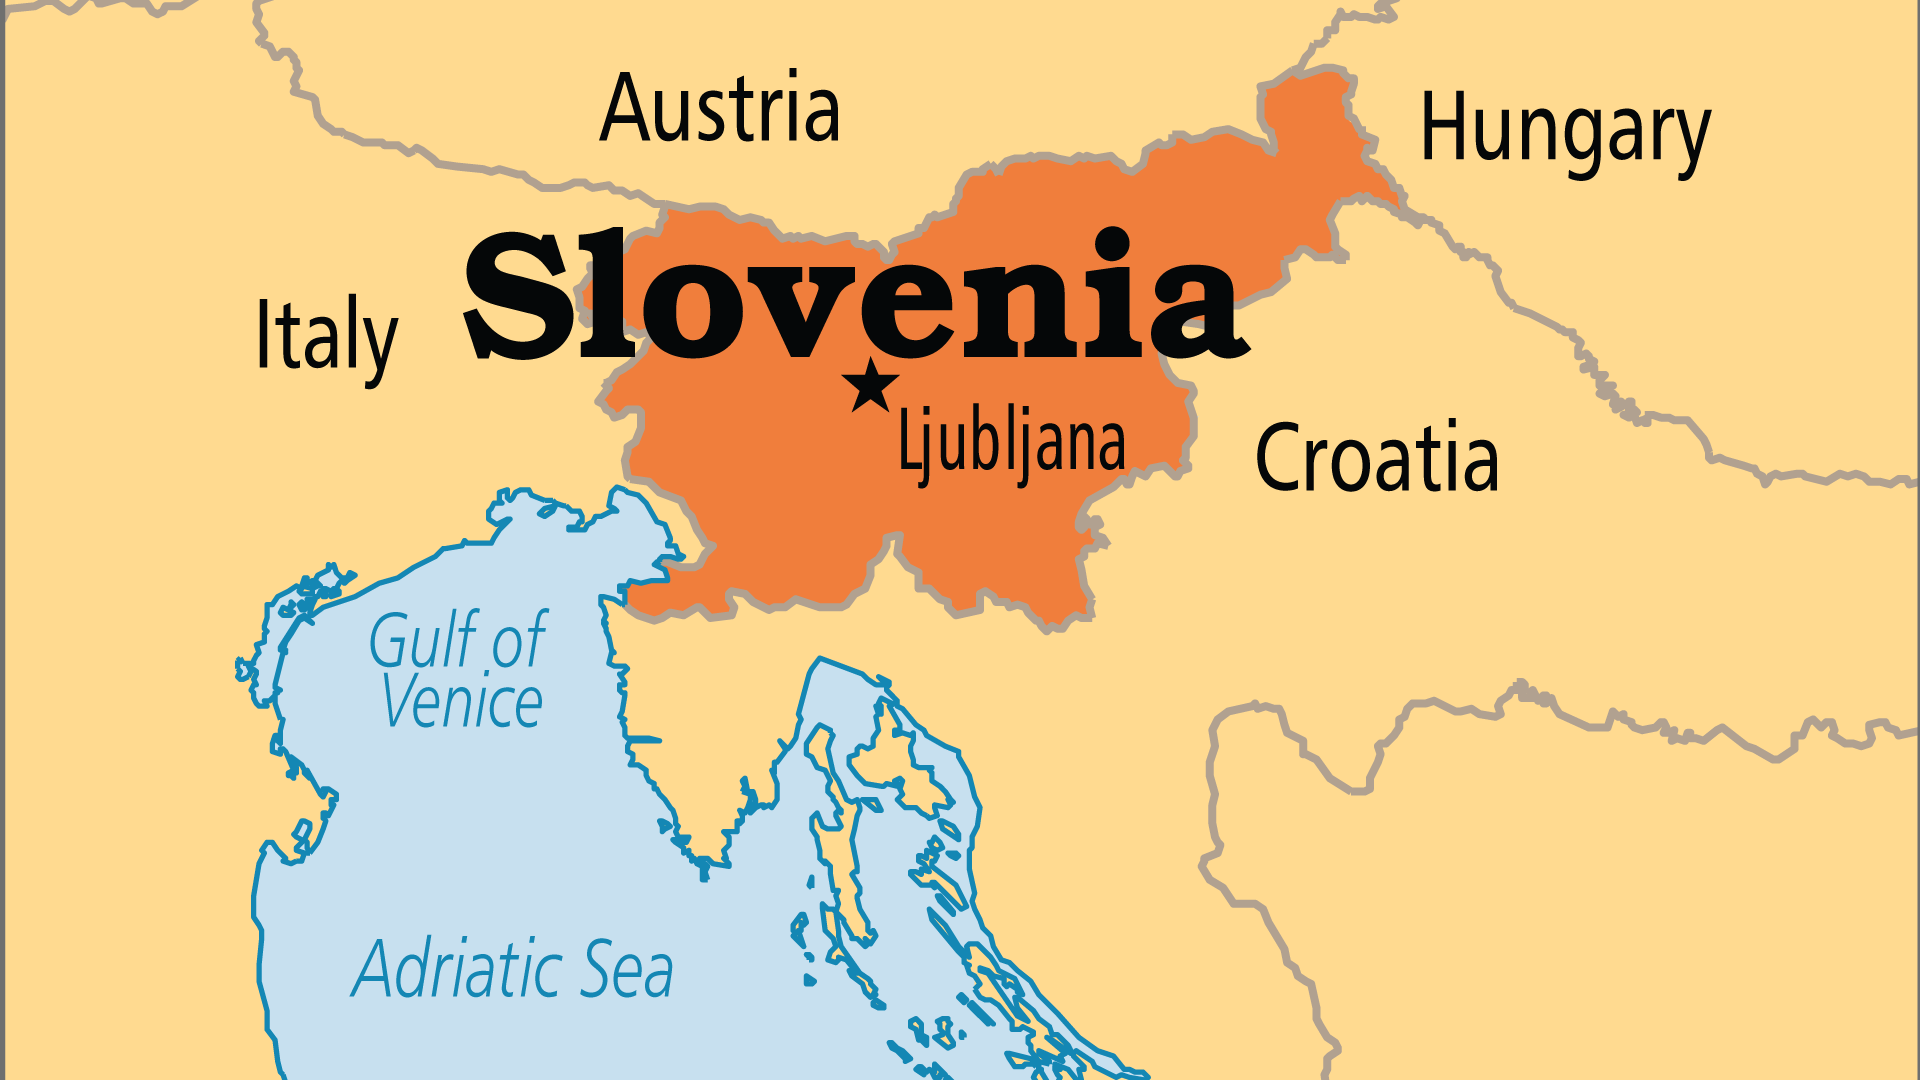 Austria
Hungary
Slovenia
Italy
Ljubljana
Croatia
Gulf of
Venice
Adriatic Sea